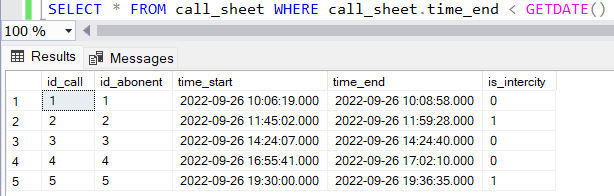 SELECT * FROM call_sheet WHERE call_sheet.time_end < GETDATE()
100 %
Results Messages
id_call id_abonent time_start time_end is_intercity
1 1 1 2022-09-26 10:06:19.000 2022-09-26 10:08:58.000 0
2 2 2 2022-09-26 11:45:02.000 2022-09-26 11:59:28.000 1
3 3 3 2022-09-26 14:24:07.000 2022-09-26 14:24:40.000 0
4 4 4 2022-09-26 16:55:41.000 2022-09-26 17:02:10.000 0
5 5 5 2022-09-26 19:30:00.000 2022-09-26 19:36:35.000 1